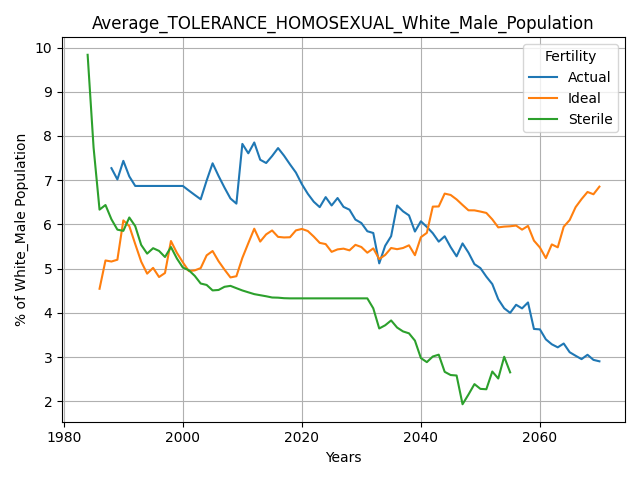 Average_TOLERANCE_HOMOSEXUAL_White_Male_Population
% of White_Male Population
10
9
8
7
6
5
4
3
2
Fertility
Actual
Ideal
Sterile
1980
2000
2020
2040
2060
Years